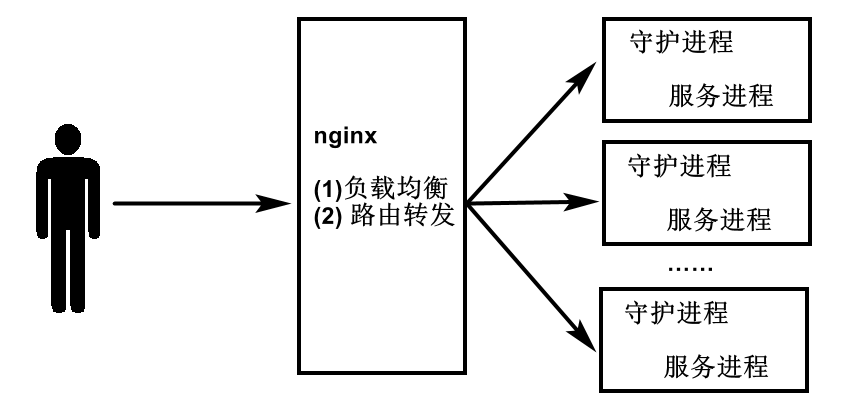 nginx
(1)负载均衡
(2) 路由转发
守护进程
服务进程
守护进程
服务进程
……
守护进程
服务进程